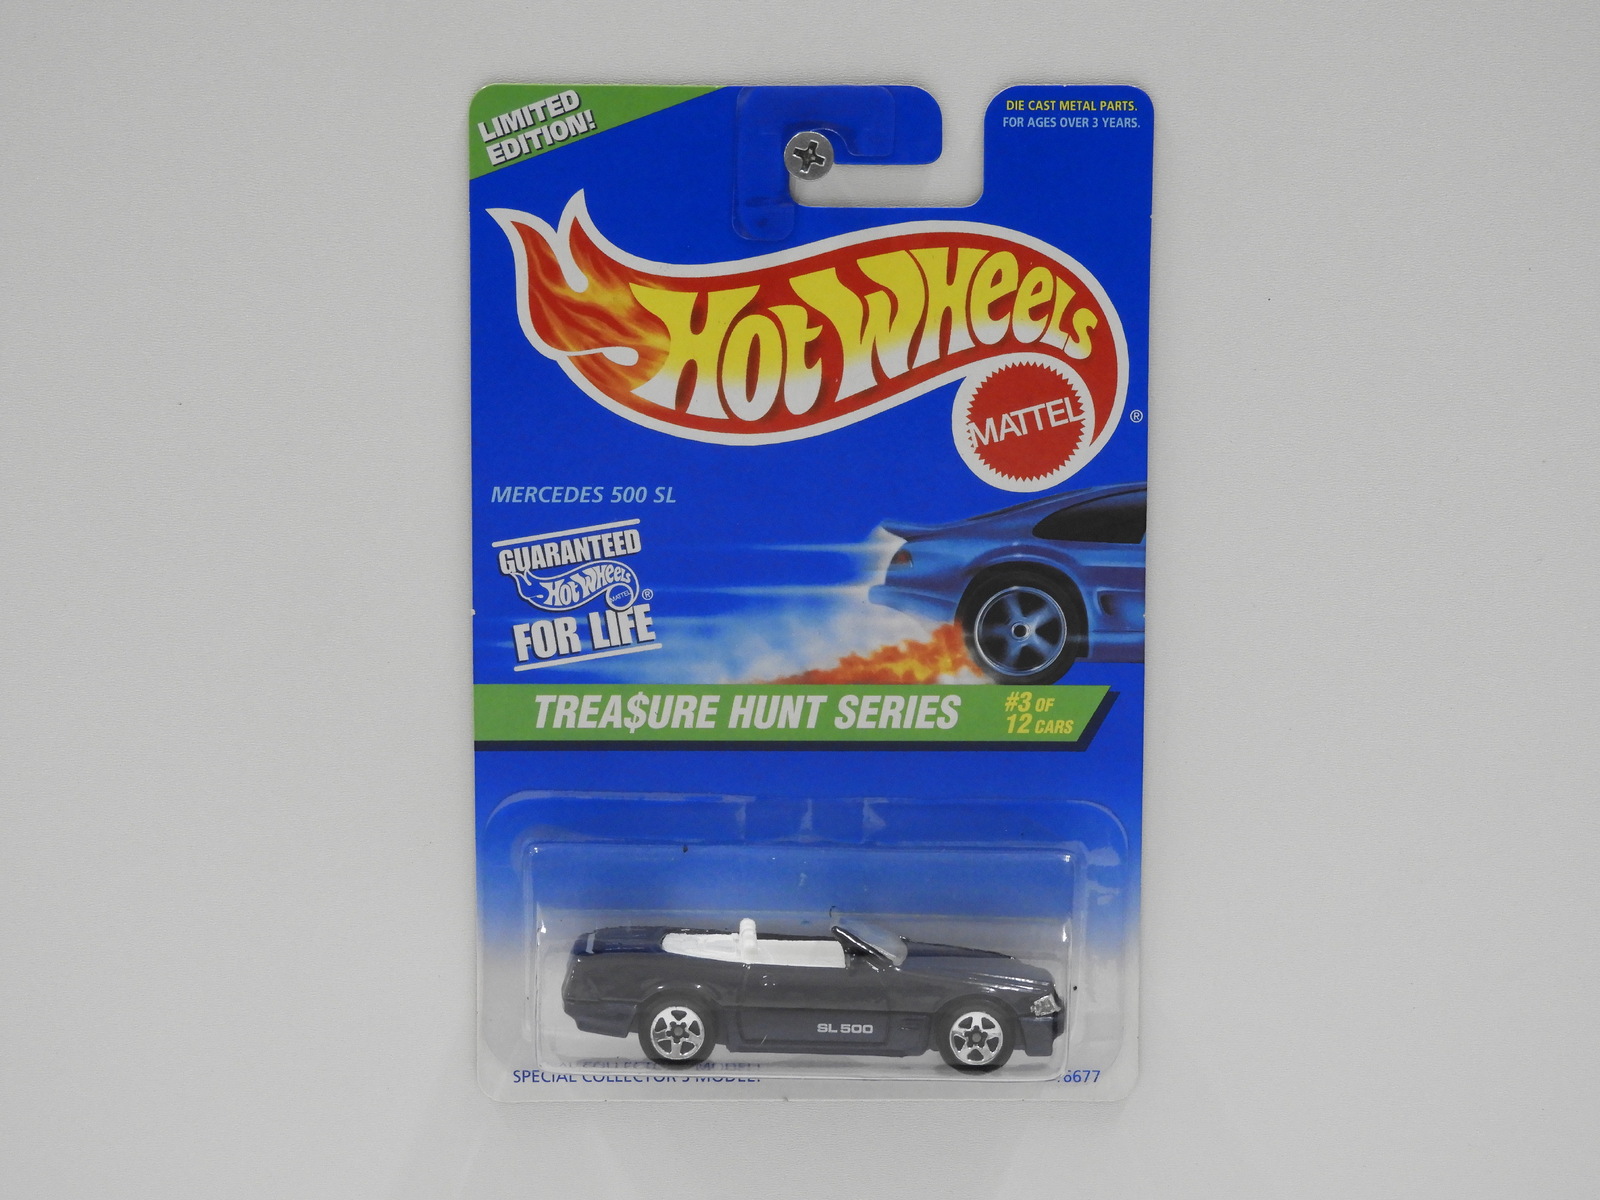 LIMITED
EDITION!
DIE CAST METAL PARTS.
FOR AGES OVER 3 YEARS.
HOT WHEELS
MATTEL
®
MERCEDES 500 SL
GUARANTEED
HOT WHEELS
MATTEL
®
FOR LIFE
TREA$URE HUNT SERIES
#3 OF
12 CARS
SL 500
SPECIAL COLLECTOR'S MODEL!